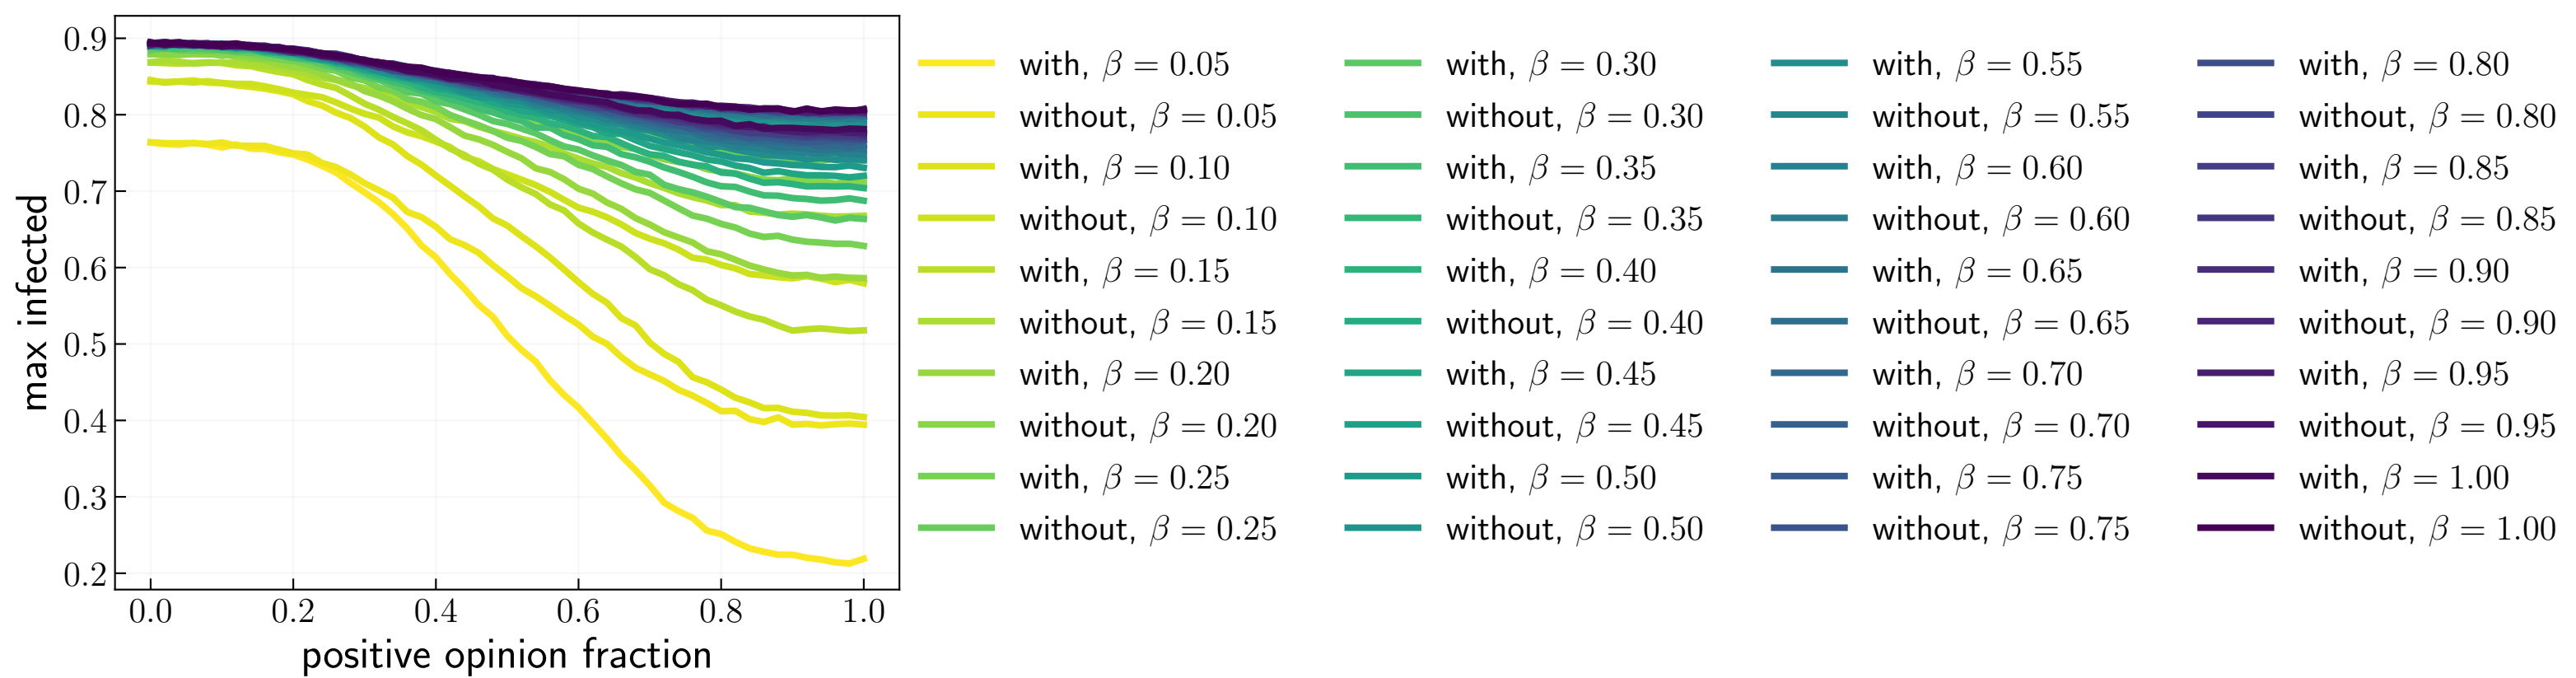 0.9
0.8
0.7
0.6
0.5
0.4
0.3
0.2
max infected
0.0 0.2 0.4 0.6 0.8 1.0
positive opinion fraction
with, β = 0.05
without, β = 0.05
with, β = 0.10
without, β = 0.10
with, β = 0.15
without, β = 0.15
with, β = 0.20
without, β = 0.20
with, β = 0.25
without, β = 0.25
with, β = 0.30
without, β = 0.30
with, β = 0.35
without, β = 0.35
with, β = 0.40
without, β = 0.40
with, β = 0.45
without, β = 0.45
with, β = 0.50
without, β = 0.50
with, β = 0.55
without, β = 0.55
with, β = 0.60
without, β = 0.60
with, β = 0.65
without, β = 0.65
with, β = 0.70
without, β = 0.70
with, β = 0.75
without, β = 0.75
with, β = 0.80
without, β = 0.80
with, β = 0.85
without, β = 0.85
with, β = 0.90
without, β = 0.90
with, β = 0.95
without, β = 0.95
with, β = 1.00
without, β = 1.00